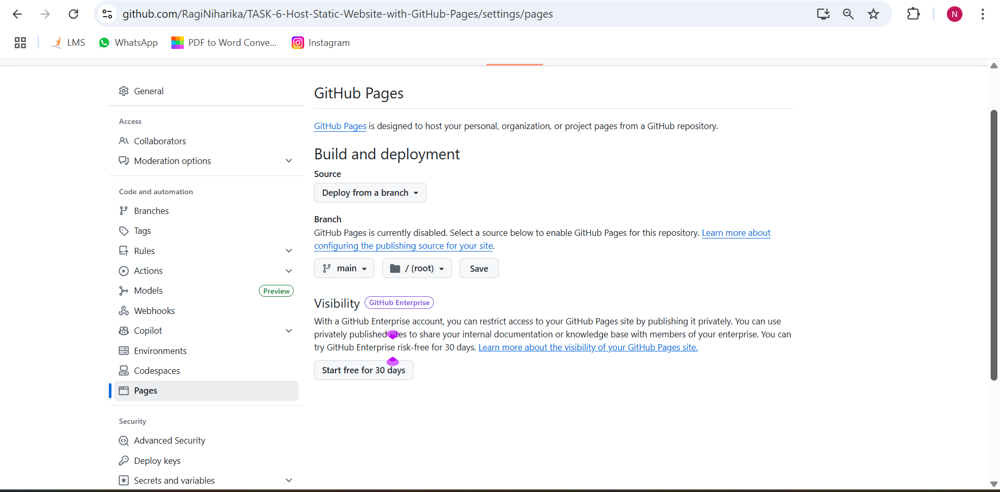 github.com/RagiNiharika/TASK-6-Host-Static-Website-with-GitHub-Pages/settings/pages
N
LMS
WhatsApp
PDF to Word Conve...
Instagram
General
Access
Collaborators
Moderation options
Code and automation
Branches
Tags
Rules
Actions
Models
Preview
Webhooks
Copilot
Environments
Codespaces
Pages
Security
Advanced Security
Deploy keys
Secrets and variables
GitHub Pages
GitHub Pages is designed to host your personal, organization, or project pages from a GitHub repository.
Build and deployment
Source
Deploy from a branch
Branch
GitHub Pages is currently disabled. Select a source below to enable GitHub Pages for this repository. Learn more about
configuring the publishing source for your site.
main
/ (root)
Save
Visibility
GitHub Enterprise
With a GitHub Enterprise account, you can restrict access to your GitHub Pages site by publishing it privately. You can use
privately published sites to share your internal documentation or knowledge base with members of your enterprise. You can
try GitHub Enterprise risk-free for 30 days. Learn more about the visibility of your GitHub Pages site.
Start free for 30 days